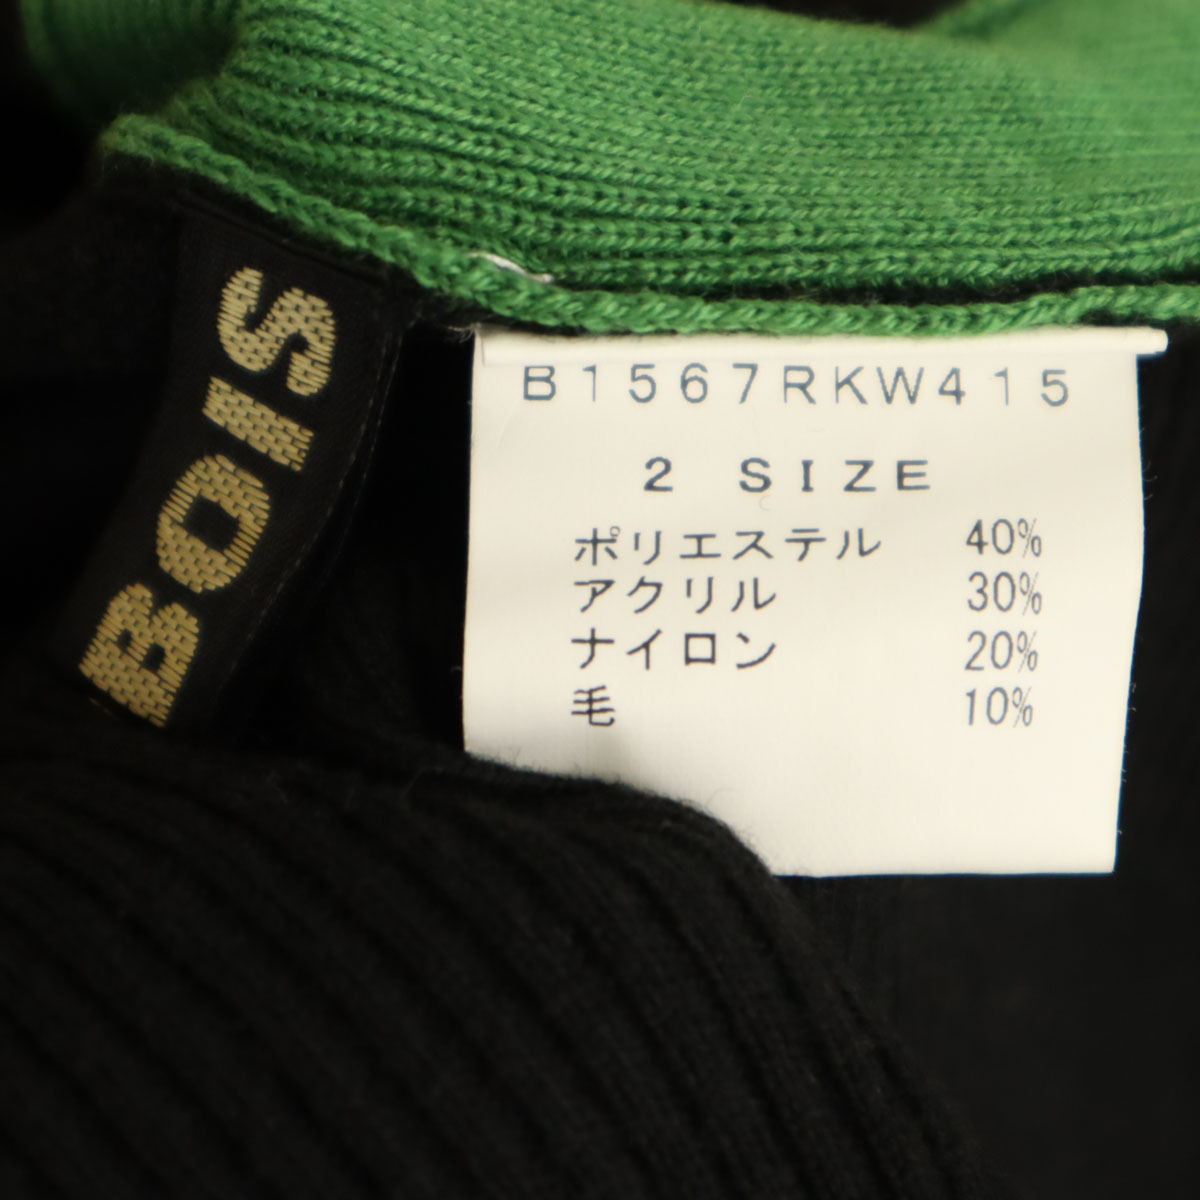 BOIS
B1567RKW415
2 SIZE
ポリエステル 40%
アクリル 30%
ナイロン 20%
毛 10%